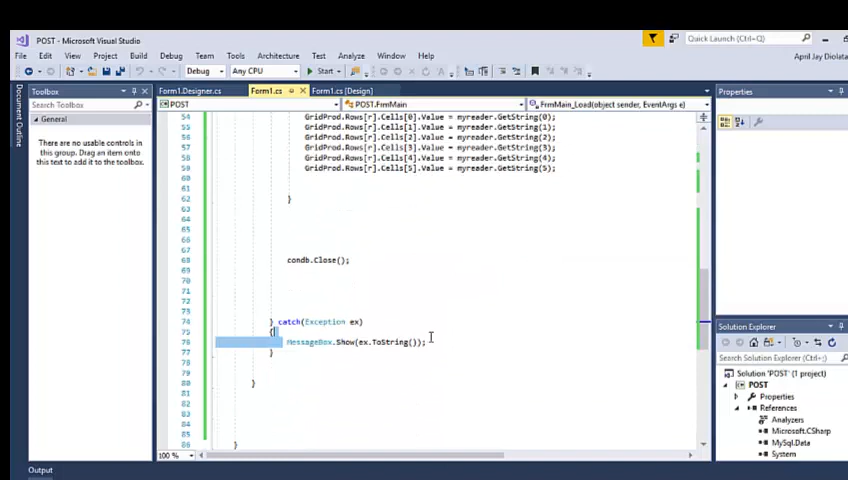 POST - Microsoft Visual Studio
Quick Launch (Ctrl+Q)
File Edit View Project Build Debug Team Tools Architecture Test Analyze Window Help
April Jay Diolata
Debug Any CPU Start
Document Outline
Toolbox
Search Toolbox
General
There are no usable controls in
this group. Drag an item onto
this text to add it to the toolbox.
Form1.Designer.cs Form1.cs Form1.cs [Design]
POST POST.FrmMain FrmMain_Load(object sender, EventArgs e)
54 GridProd.Rows[r].Cells[0].Value = myreader.GetString(0);
55 GridProd.Rows[r].Cells[1].Value = myreader.GetString(1);
56 GridProd.Rows[r].Cells[2].Value = myreader.GetString(2);
57 GridProd.Rows[r].Cells[3].Value = myreader.GetString(3);
58 GridProd.Rows[r].Cells[4].Value = myreader.GetString(4);
59 GridProd.Rows[r].Cells[5].Value = myreader.GetString(5);
60
61
62 }
63
64
65
66
67
68 condb.Close();
69
70
71
72
73
74 } catch(Exception ex)
75 {
76 MessageBox.Show(ex.ToString());
77 }
78
79
80 }
81
82
83
84
85
86 }
100 %
Output
Properties
Solution Explorer
Search Solution Explorer
Solution 'POST' (1 project)
POST
Properties
References
Analyzers
Microsoft.CSharp
MySql.Data
System